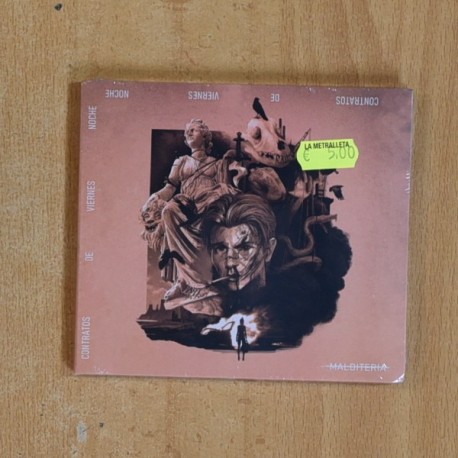 CONTRATOS DE VIERNES NOCHE
CONTRATOS DE VIERNES NOCHE
LA METRALLETA
€ 5,00
MALDITERIA